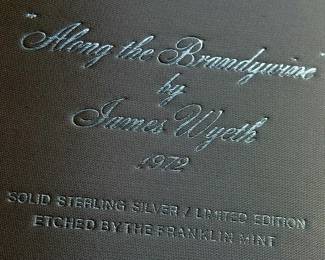 "Along the Brandywine"
by
James Wyeth
1972
SOLID STERLING SILVER / LIMITED EDITION
ETCHED BY THE FRANKLIN MINT